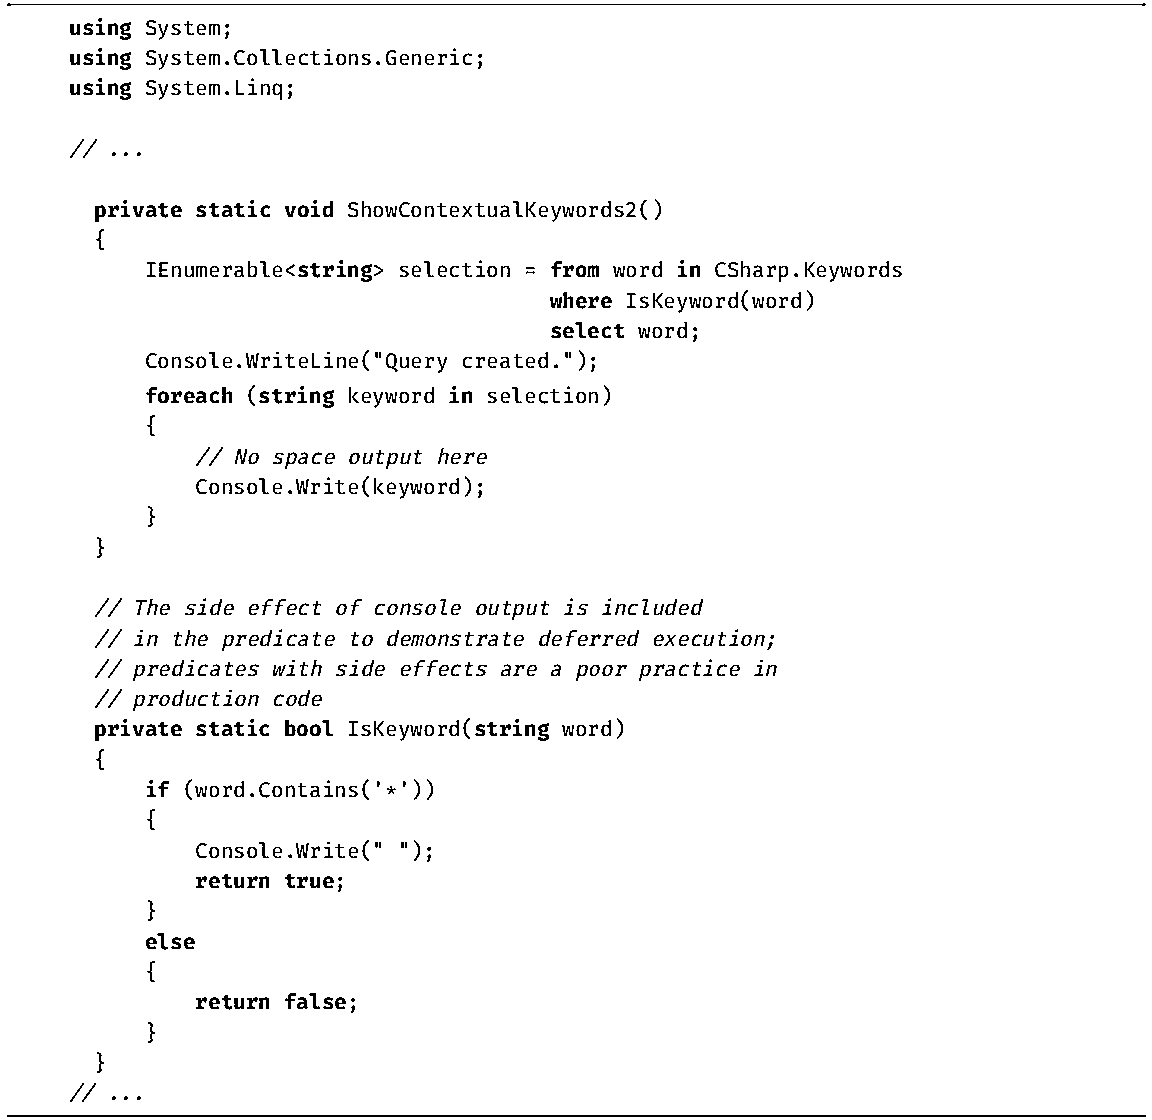 using System;
using System.Collections.Generic;
using System.Linq;
// ...
private static void ShowContextualKeywords2()
{
IEnumerable<string> selection = from word in CSharp.Keywords
where IsKeyword(word)
select word;
Console.WriteLine("Query created.");
foreach (string keyword in selection)
{
// No space output here
Console.Write(keyword);
}
}
// The side effect of console output is included
// in the predicate to demonstrate deferred execution;
// predicates with side effects are a poor practice in
// production code
private static bool IsKeyword(string word)
{
if (word.Contains('*'))
{
Console.Write(" ");
return true;
}
else
{
return false;
}
}
// ...